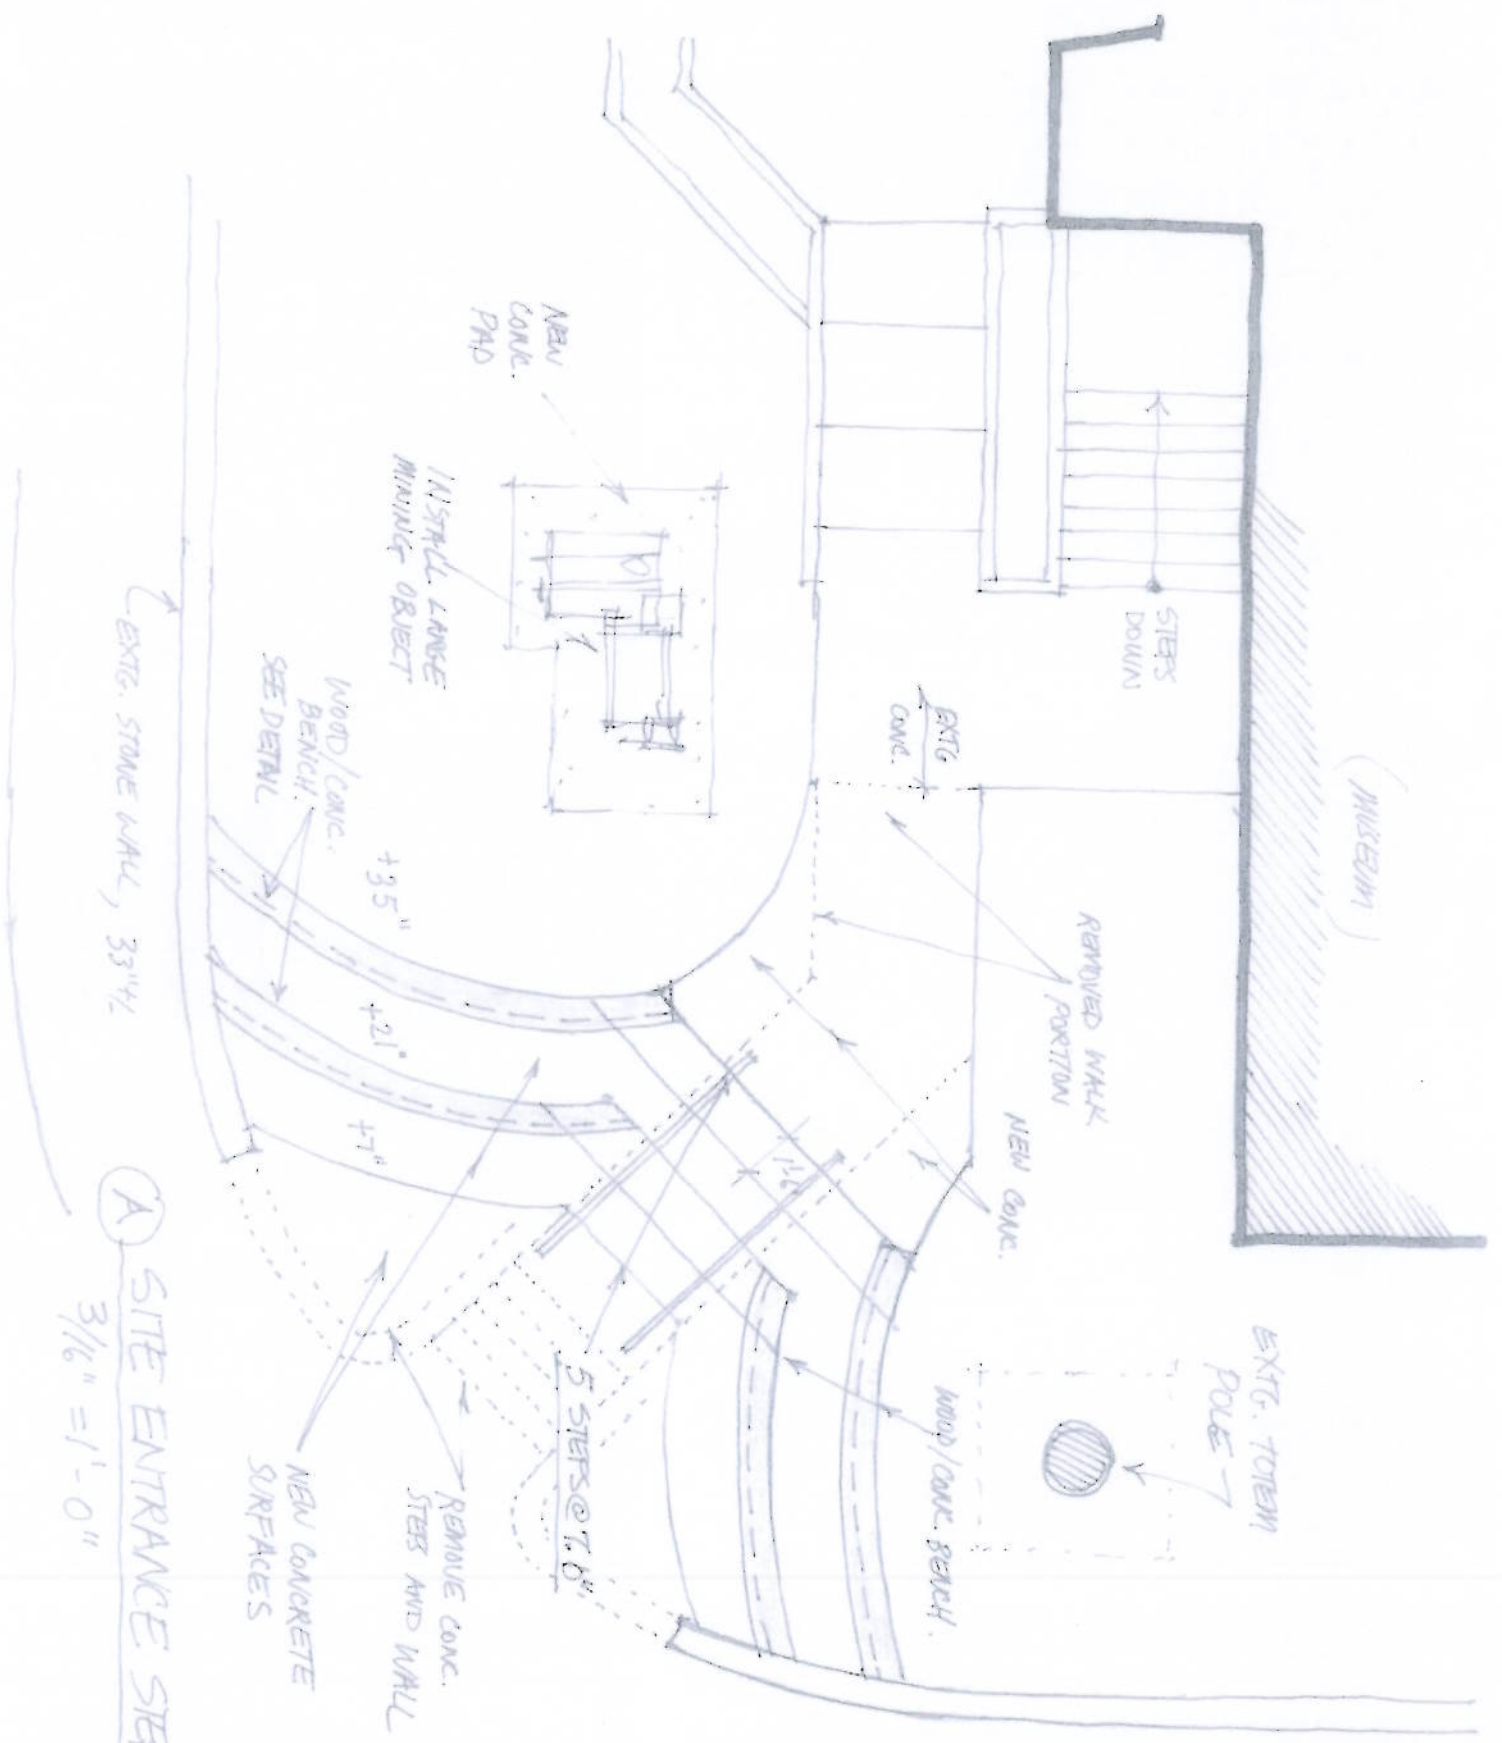 (MUSEUM)
STEPS
DOWN
EXTG
CONC.
REMOVED WALK
PORTION
NEW CONC.
EXTG. TOTEM
POLE
NEW
CONC.
PAD
INSTALL LARGE
MINING OBJECT
WOOD/CONC.
BENCH.
SEE DETAIL
+35"
+21"
+7"
1'-6"
5 STEPS @ 7.0"
WOOD/CONC. BENCH.
EXTG. STONE WALL, 33"+/-
REMOVE CONC.
STEPS AND WALL
NEW CONCRETE
SURFACES
A SITE ENTRANCE STE
3/16" = 1'-0"